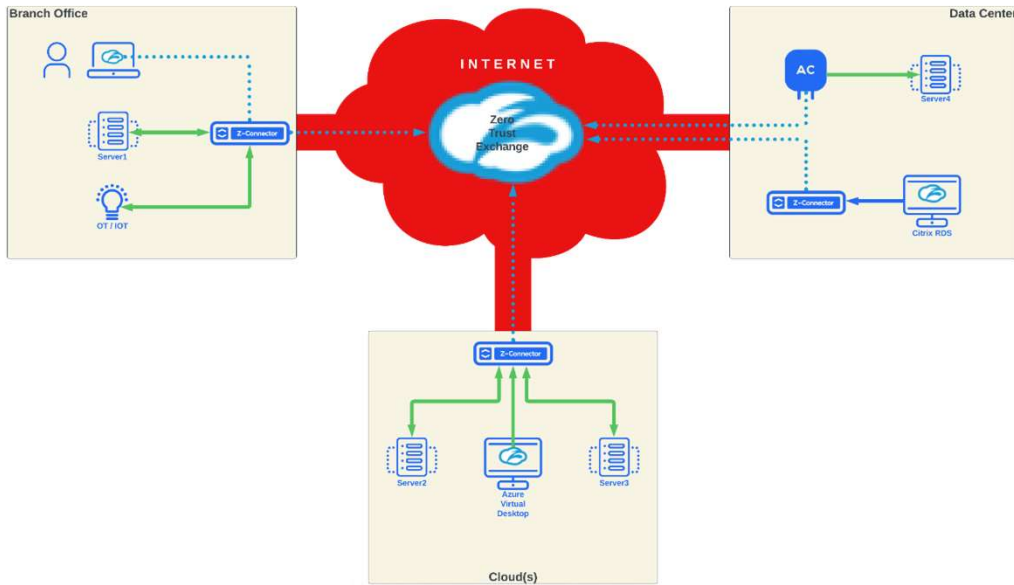 Branch Office
Data Center
INTERNET
AC
Server4
Zero
Trust
Exchange
Z-Connector
Server1
Z-Connector
OT / IOT
Citrix RDS
Z-Connector
Server2
Server3
Azure
Virtual
Desktop
Cloud(s)